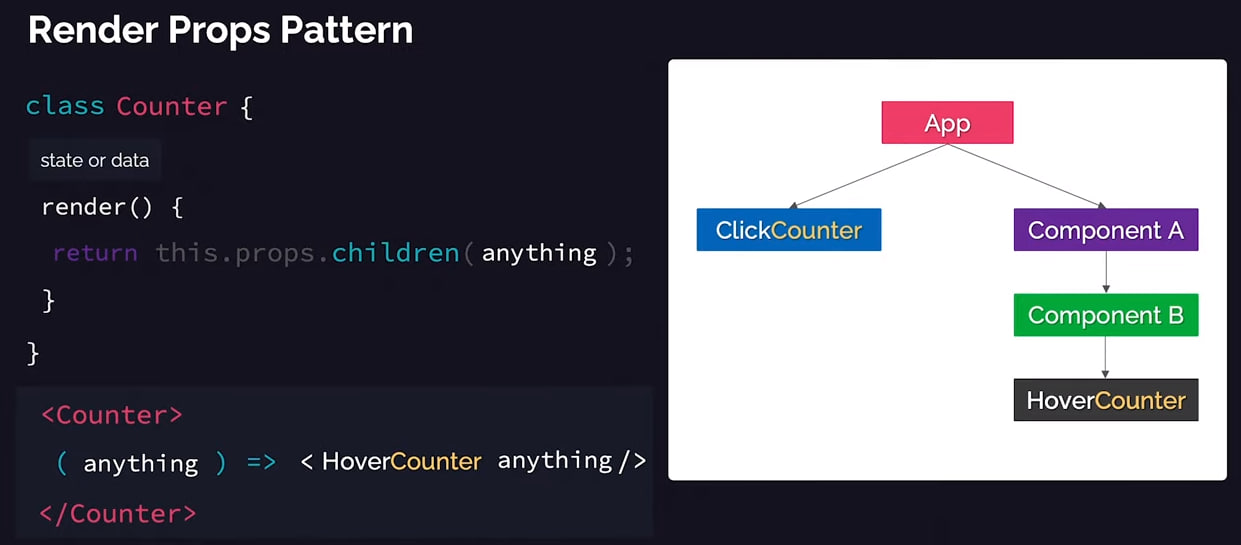 Render Props Pattern
class Counter {
state or data
render() {
return this.props.children(anything);
}
}
<Counter>
( anything ) => <HoverCounter anything/>
</Counter>
App
ClickCounter
Component A
Component B
HoverCounter